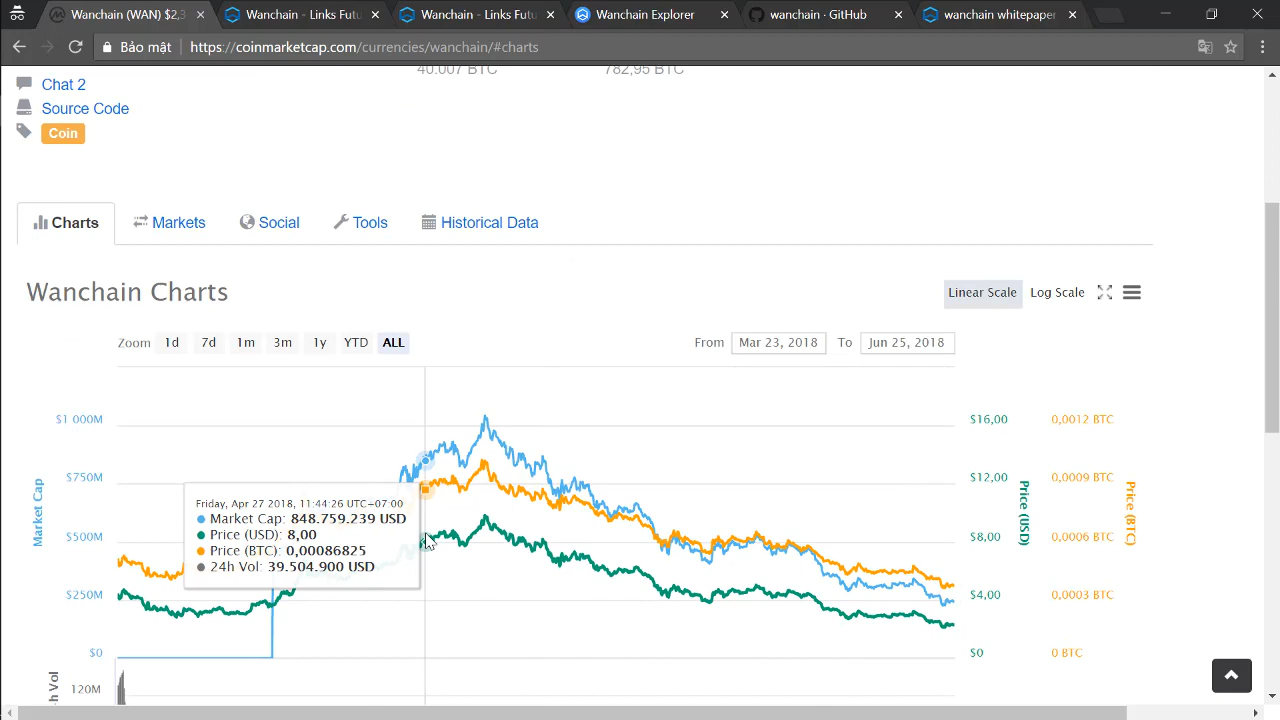 Wanchain (WAN) $2,3
Wanchain - Links Futu
Wanchain - Links Futu
Wanchain Explorer
wanchain · GitHub
wanchain whitepaper
Bảo mật
https://coinmarketcap.com/currencies/wanchain/#charts
40.007 BTC 782,95 BTC
Chat 2
Source Code
Coin
Charts Markets Social Tools Historical Data
Wanchain Charts
Linear Scale Log Scale
Zoom 1d 7d 1m 3m 1y YTD ALL
From Mar 23, 2018 To Jun 25, 2018
$1 000M $16,00 0,0012 BTC
$750M $12,00 0,0009 BTC
$500M $8,00 0,0006 BTC
$250M $4,00 0,0003 BTC
$0 $0 0 BTC
Market Cap
Price (USD)
Price (BTC)
Friday, Apr 27 2018, 11:44:26 UTC−07:00
Market Cap: 848.759.239 USD
Price (USD): 8,00
Price (BTC): 0,00086825
24h Vol: 39.504.900 USD
h Vol
120M